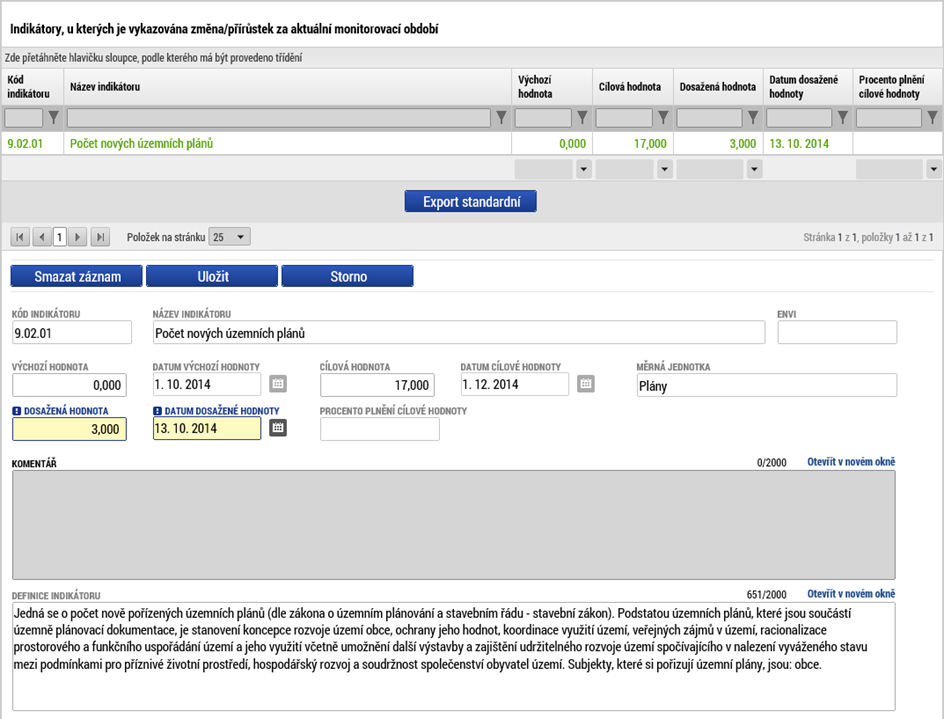 Indikátory, u kterých je vykazována změna/přírůstek za aktuální monitorovací období
Zde přetáhněte hlavičku sloupce, podle kterého má být provedeno třídění
Kód indikátoru Název indikátoru Výchozí hodnota Cílová hodnota Dosažená hodnota Datum dosažené hodnoty Procento plnění cílové hodnoty
9.02.01 Počet nových územních plánů 0,000 17,000 3,000 13. 10. 2014
Export standardní
1 Položek na stránku 25 Stránka 1 z 1, položky 1 až 1 z 1
Smazat záznam Uložit Storno
KÓD INDIKÁTORU NÁZEV INDIKÁTORU ENVI
9.02.01 Počet nových územních plánů
VÝCHOZÍ HODNOTA DATUM VÝCHOZÍ HODNOTY CÍLOVÁ HODNOTA DATUM CÍLOVÉ HODNOTY MĚRNÁ JEDNOTKA
0,000 1. 10. 2014 17,000 1. 12. 2014 Plány
DOSAŽENÁ HODNOTA DATUM DOSAŽENÉ HODNOTY PROCENTO PLNĚNÍ CÍLOVÉ HODNOTY
3,000 13. 10. 2014
KOMENTÁŘ 0/2000 Otevřít v novém okně
DEFINICE INDIKÁTORU 651/2000 Otevřít v novém okně
Jedná se o počet nově pořízených územních plánů (dle zákona o územním plánování a stavebním řádu - stavební zákon). Podstatou územních plánů, které jsou součástí
územně plánovací dokumentace, je stanovení koncepce rozvoje území obce, ochrany jeho hodnot, koordinace využití území, veřejných zájmů v území, racionalizace
prostorového a funkčního uspořádání území a jeho využití včetně umožnění další výstavby a zajištění udržitelného rozvoje území spočívajícího v nalezení vyváženého stavu
mezi podmínkami pro příznivé životní prostředí, hospodářský rozvoj a soudržnost společenství obyvatel území. Subjekty, které si pořizují územní plány, jsou: obce.